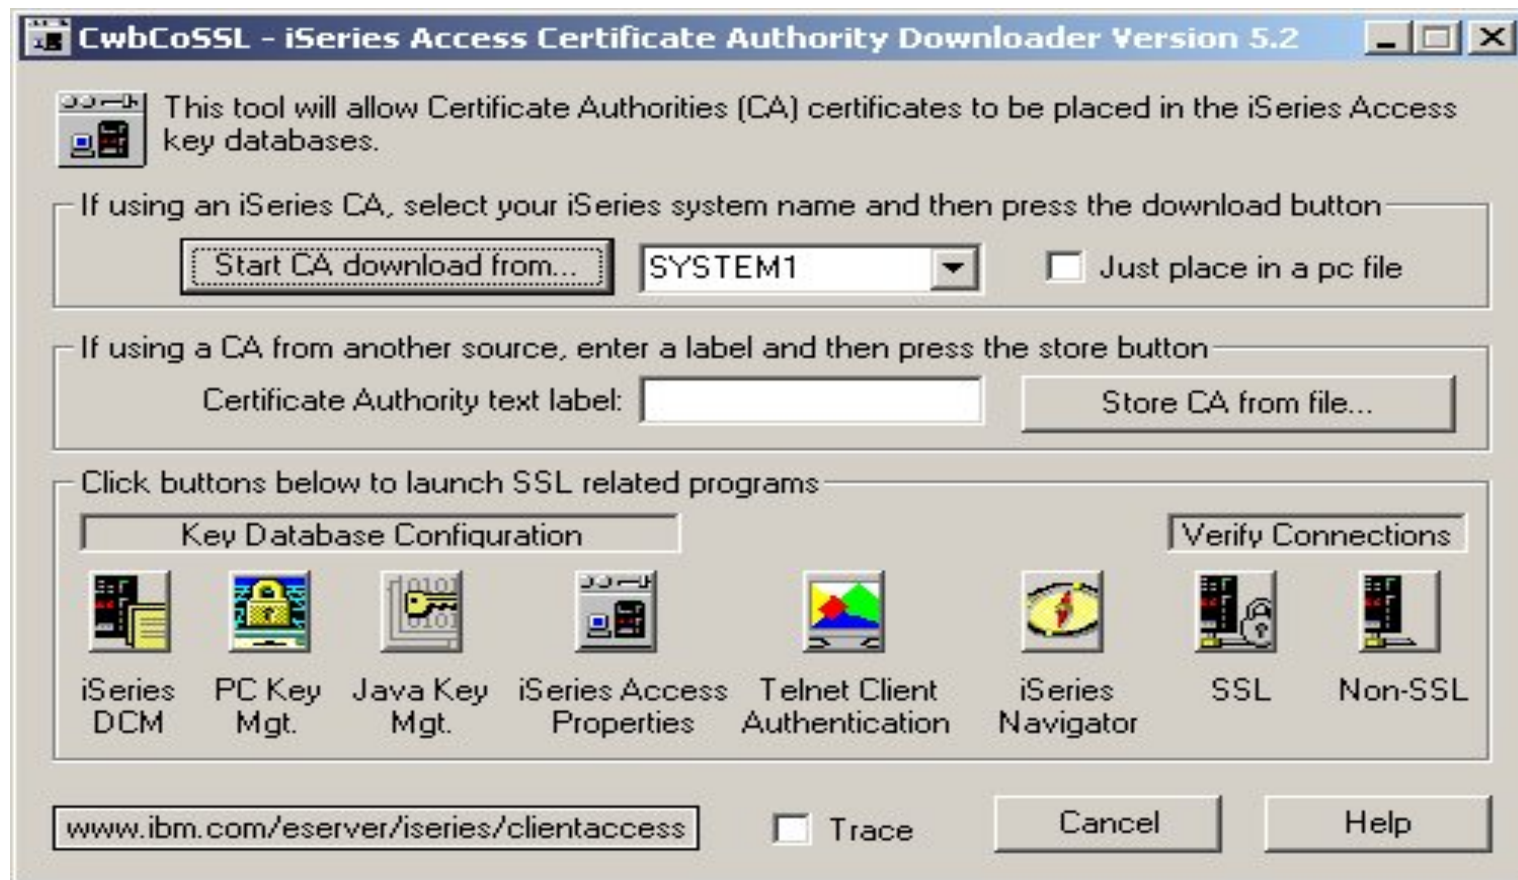 CwbCoSSL - iSeries Access Certificate Authority Downloader Version 5.2
This tool will allow Certificate Authorities (CA) certificates to be placed in the iSeries Access
key databases.
If using an iSeries CA, select your iSeries system name and then press the download button
Start CA download from... SYSTEM1 Just place in a pc file
If using a CA from another source, enter a label and then press the store button
Certificate Authority text label: Store CA from file...
Click buttons below to launch SSL related programs
Key Database Configuration Verify Connections
iSeries PC Key Java Key iSeries Access Telnet Client iSeries SSL Non-SSL
DCM Mgt. Mgt. Properties Authentication Navigator
www.ibm.com/eserver/iseries/clientaccess Trace Cancel Help